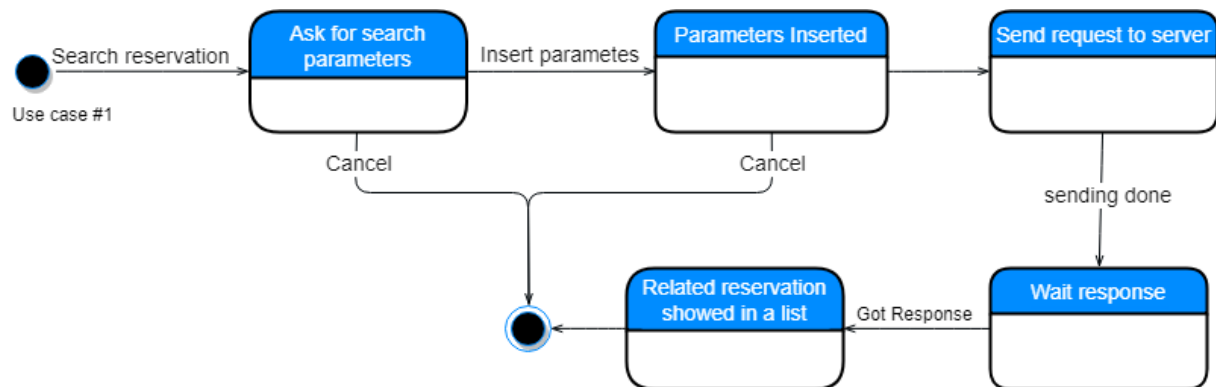 Search reservation
Use case #1
Ask for search
parameters
Insert parametes
Parameters Inserted
Send request to server
Cancel
Cancel
sending done
Related reservation
showed in a list
Got Response
Wait response